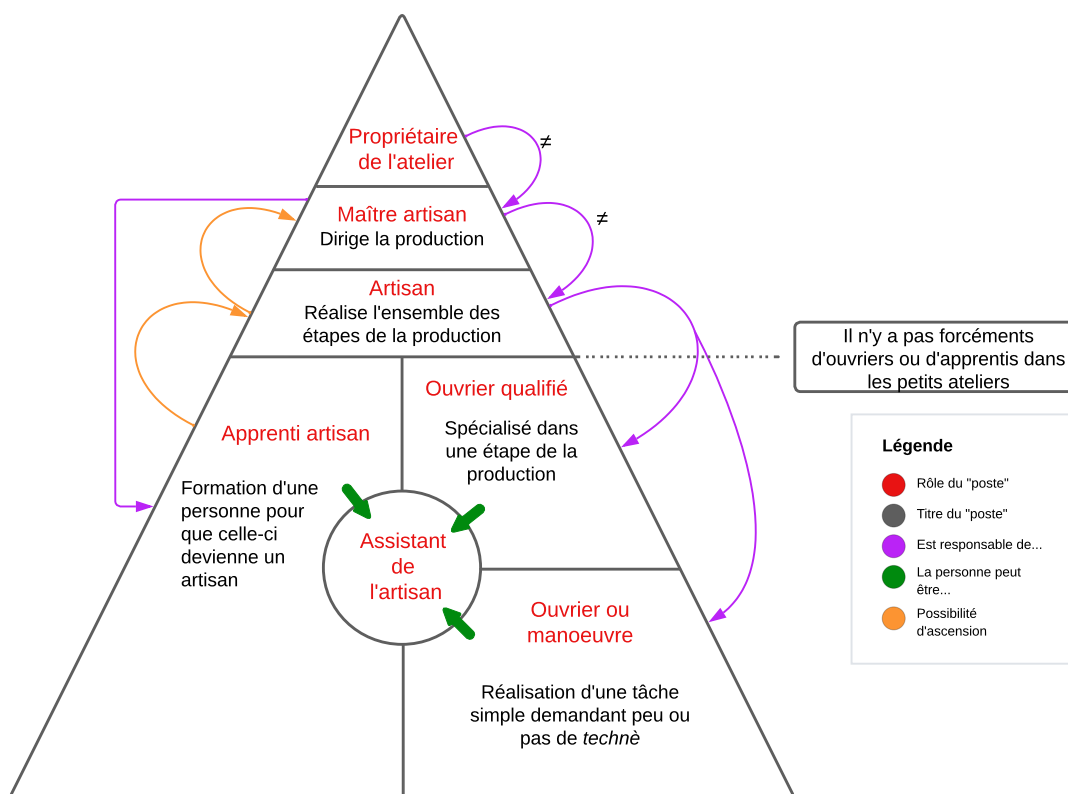 Propriétaire
de l'atelier
≠
Maître artisan
Dirige la production
≠
Artisan
Réalise l'ensemble des
étapes de la production
Il n'y a pas forcéments
d'ouvriers ou d'apprentis dans
les petits ateliers
Ouvrier qualifié
Spécialisé dans
une étape de la
production
Apprenti artisan
Formation d'une
personne pour
que celle-ci
devienne un
artisan
Assistant
de
l'artisan
Ouvrier ou
manoeuvre
Réalisation d'une tâche
simple demandant peu ou
pas de technè
Légende
Rôle du "poste"
Titre du "poste"
Est responsable de...
La personne peut
être...
Possibilité
d'ascension